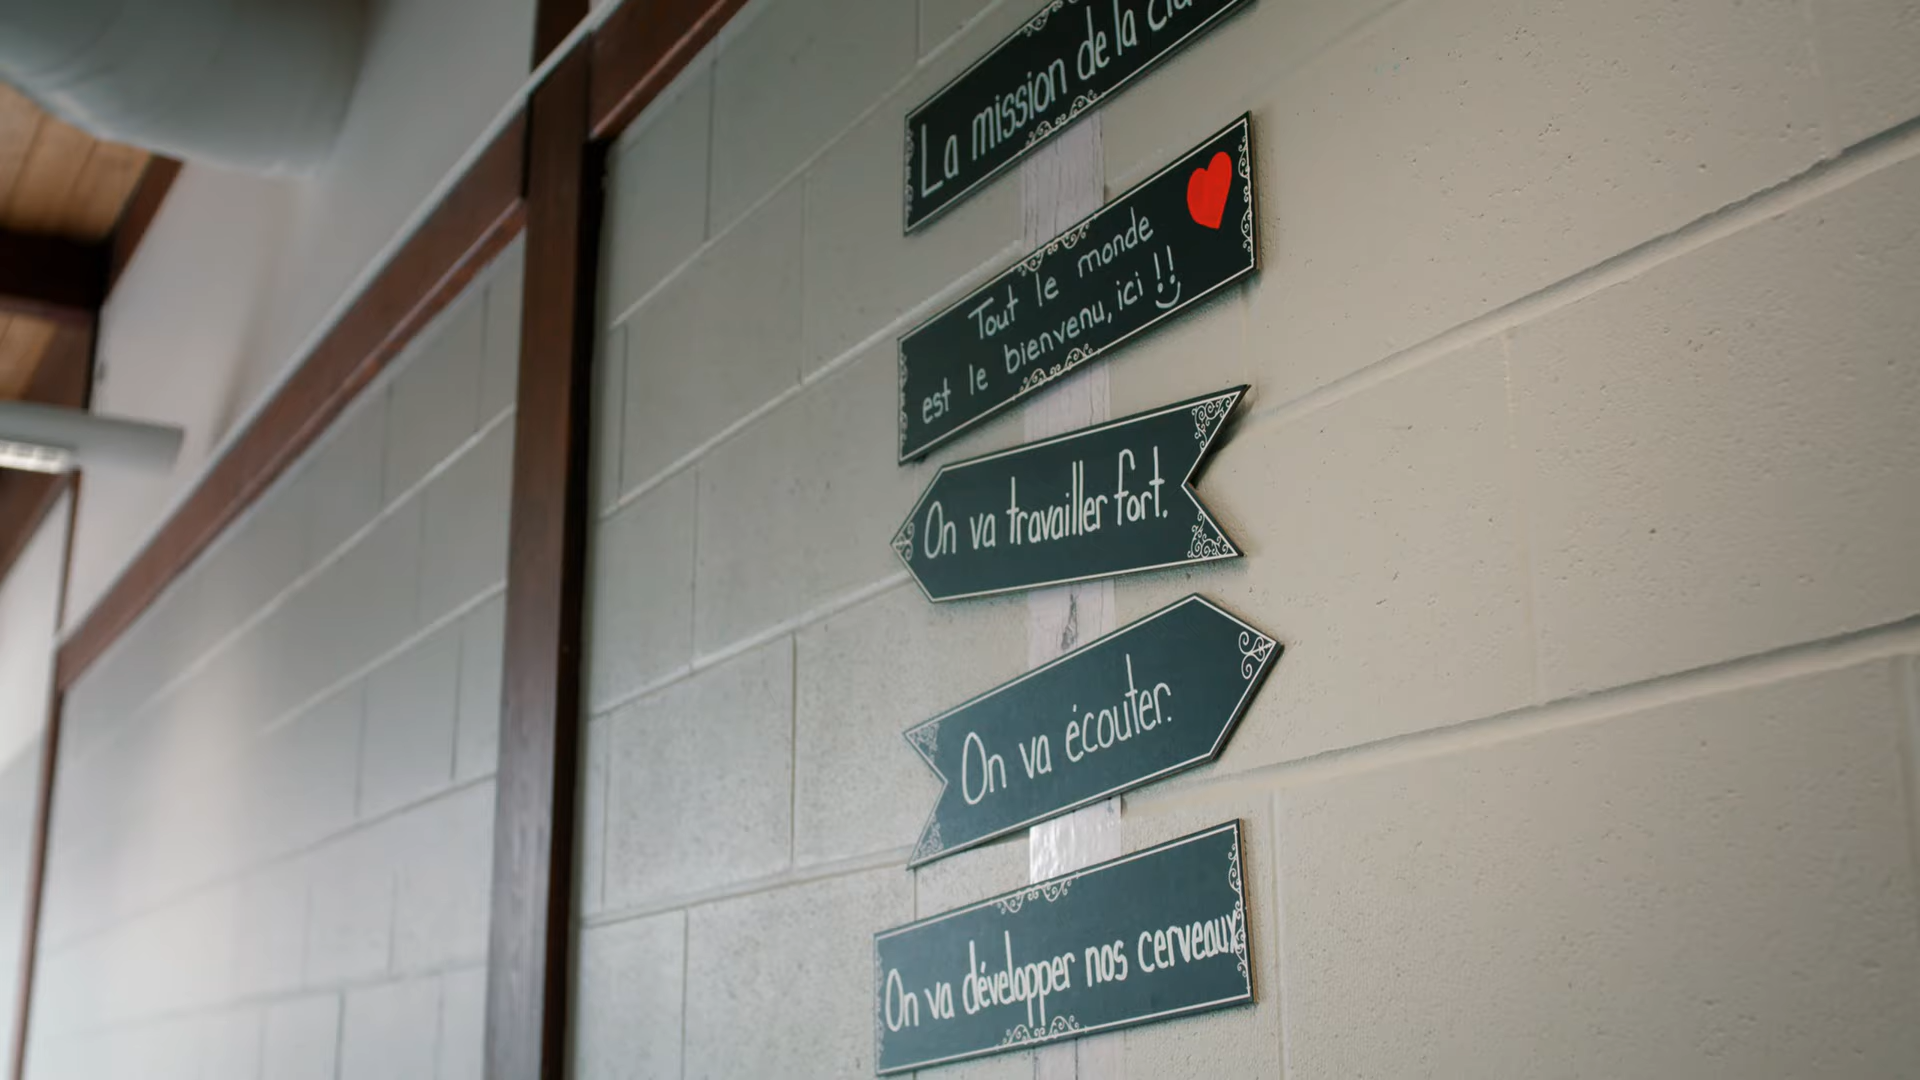 La mission de la
Tout le monde
est le bienvenu, ici !!
On va travailler fort.
On va écouter.
On va développer nos cerveaux